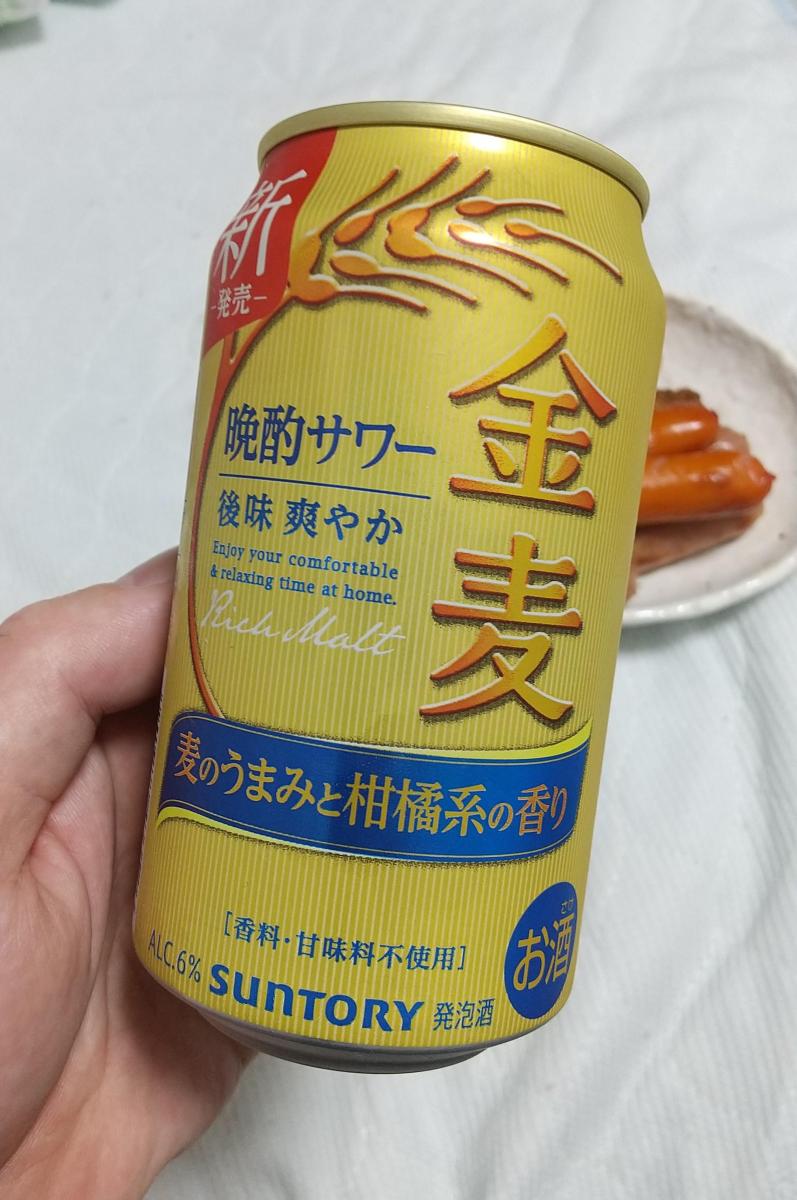 新
-発売-
金麦
晩酌サワー
後味 爽やか
Enjoy your comfortable
& relaxing time at home.
Rich Malt
麦のうまみと柑橘系の香り
[香料・甘味料不使用]
さけ
お酒
ALC.6%
SUNTORY 発泡酒